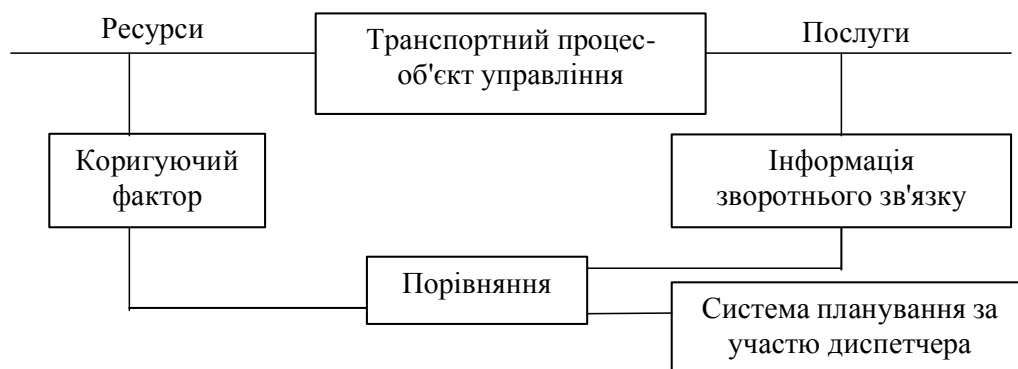 Ресурси
Транспортний процес-
об'єкт управління
Послуги
Коригуючий
фактор
Інформація
зворотнього зв'язку
Порівняння
Система планування за
участю диспетчера